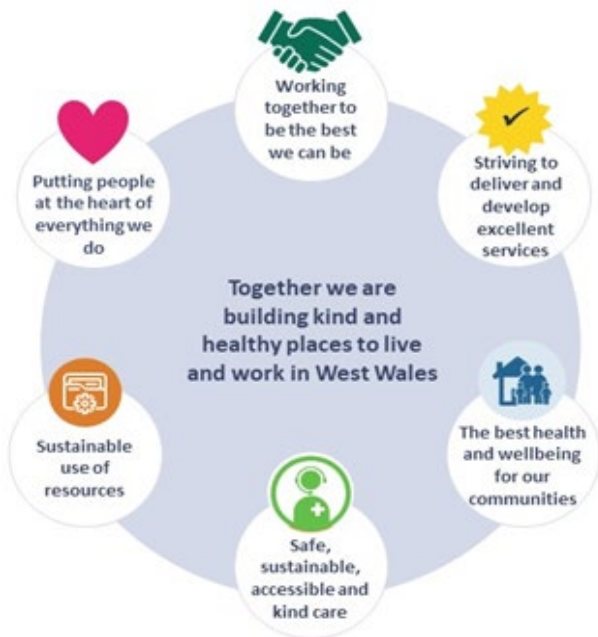 Working
together to
be the best
we can be
Striving to
deliver and
develop
excellent
services
The best health
and wellbeing
for our
communities
Safe,
sustainable,
accessible and
kind care
Sustainable
use of
resources
Putting people
at the heart of
everything we
do
Together we are
building kind and
healthy places to live
and work in West Wales